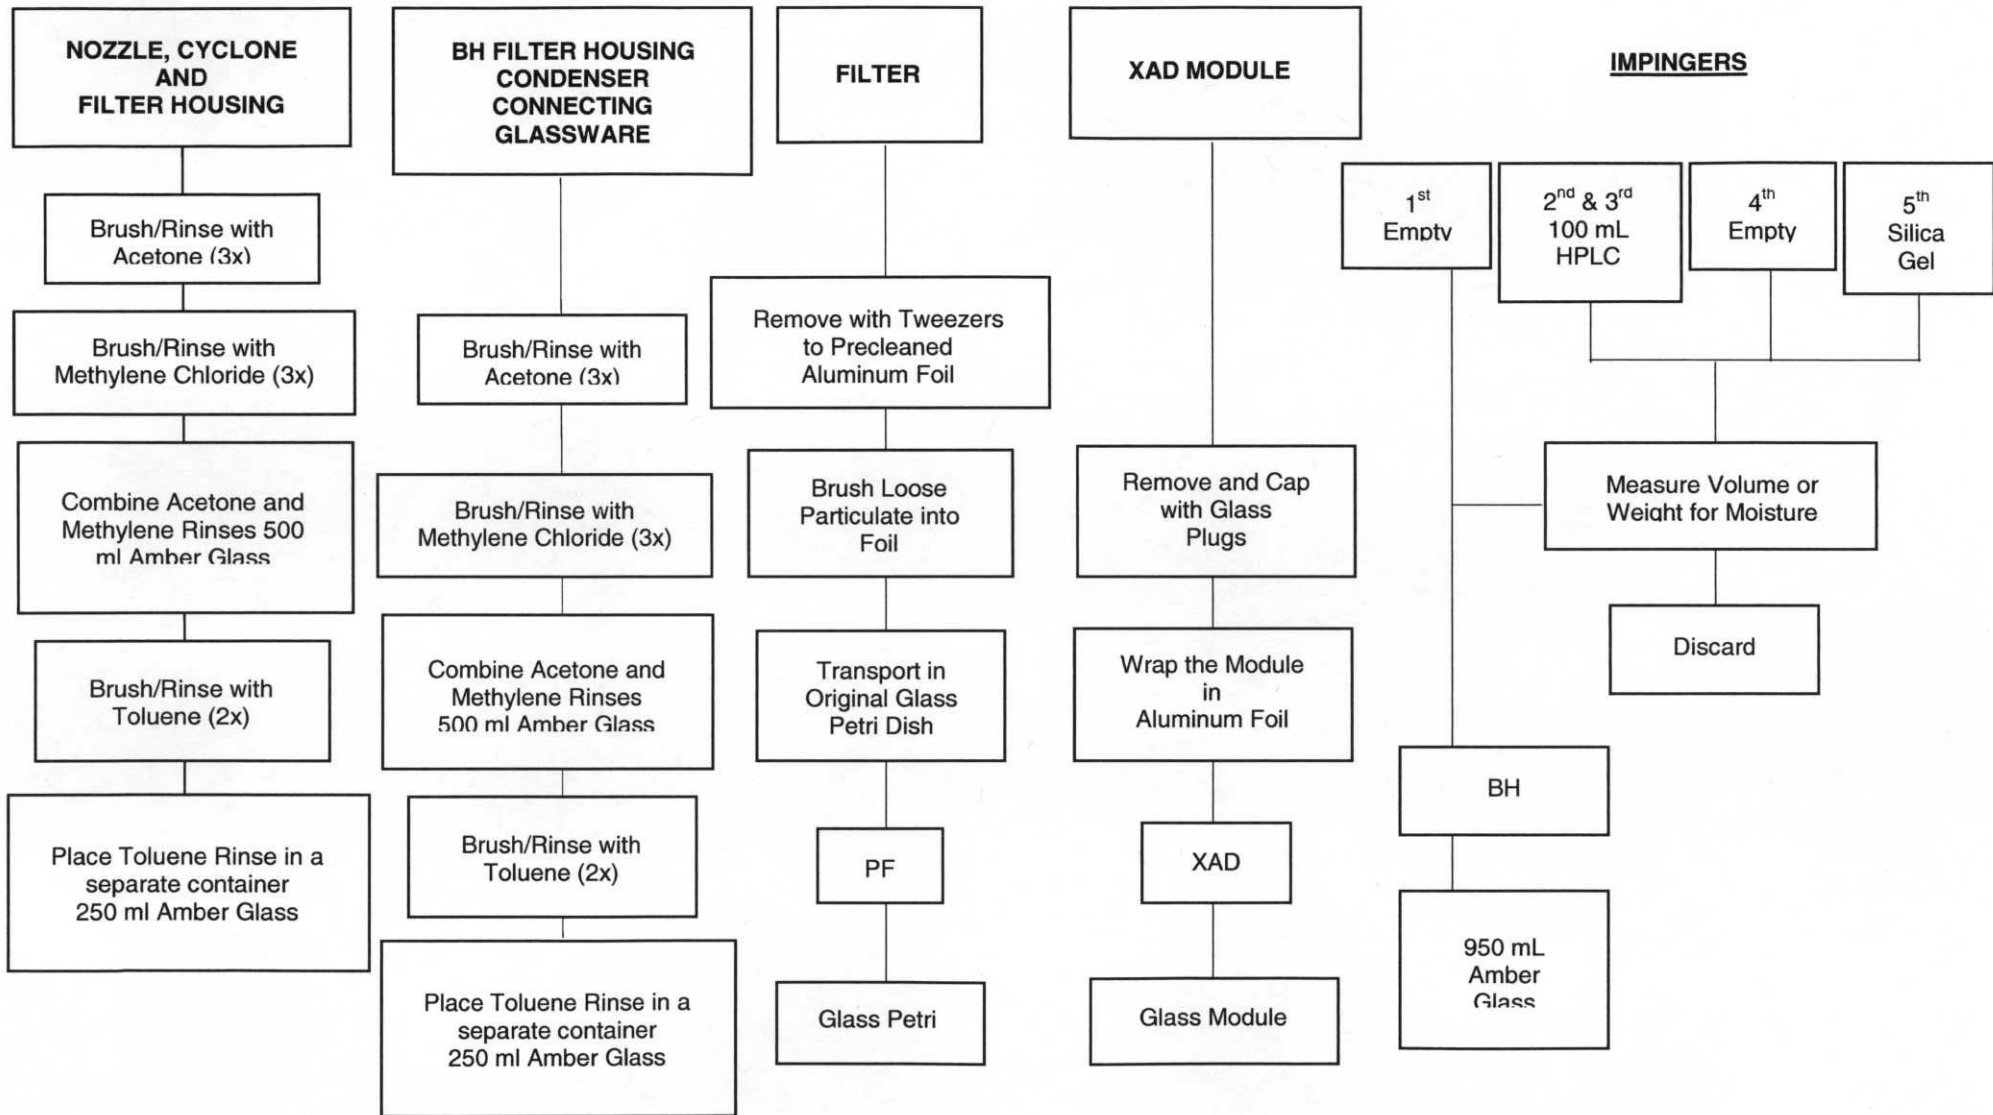 NOZZLE, CYCLONE
AND
FILTER HOUSING
Brush/Rinse with
Acetone (3x)
Brush/Rinse with
Methylene Chloride (3x)
Combine Acetone and
Methylene Rinses 500
ml Amber Glass
Brush/Rinse with
Toluene (2x)
Place Toluene Rinse in a
separate container
250 ml Amber Glass
BH FILTER HOUSING
CONDENSER
CONNECTING
GLASSWARE
Brush/Rinse with
Acetone (3x)
Brush/Rinse with
Methylene Chloride (3x)
Combine Acetone and
Methylene Rinses
500 ml Amber Glass
Brush/Rinse with
Toluene (2x)
Place Toluene Rinse in a
separate container
250 ml Amber Glass
FILTER
Remove with Tweezers
to Precleaned
Aluminum Foil
Brush Loose
Particulate into
Foil
Transport in
Original Glass
Petri Dish
PF
Glass Petri
XAD MODULE
Remove and Cap
with Glass
Plugs
Wrap the Module
in
Aluminum Foil
XAD
Glass Module
IMPINGERS
1st
Empty
2nd & 3rd
100 mL
HPLC
4th
Empty
5th
Silica
Gel
Measure Volume or
Weight for Moisture
Discard
BH
950 mL
Amber
Glass